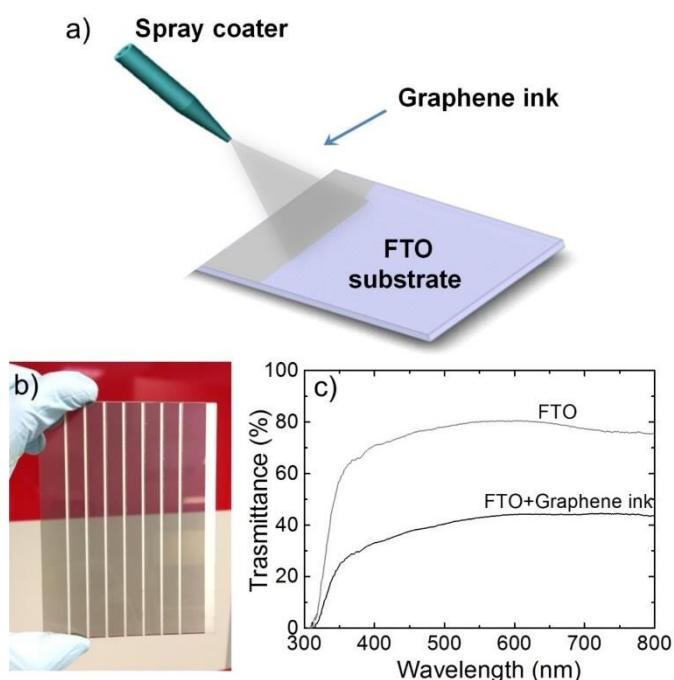 a)
Spray coater
Graphene ink
FTO
substrate
b)
c)
Trasmittance (%)
100
80
60
40
20
0
FTO
FTO+Graphene ink
300 400 500 600 700 800
Wavelength (nm)